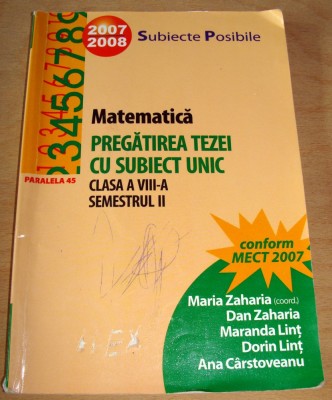 2007
2008
Subiecte Posibile
Matematică
PREGĂTIREA TEZEI
CU SUBIECT UNIC
CLASA A VIII-A
SEMESTRUL II
PARALELA 45
conform
MECT 2007
Maria Zaharia (coord.)
Dan Zaharia
Maranda Linț
Dorin Linț
Ana Cârstoveanu